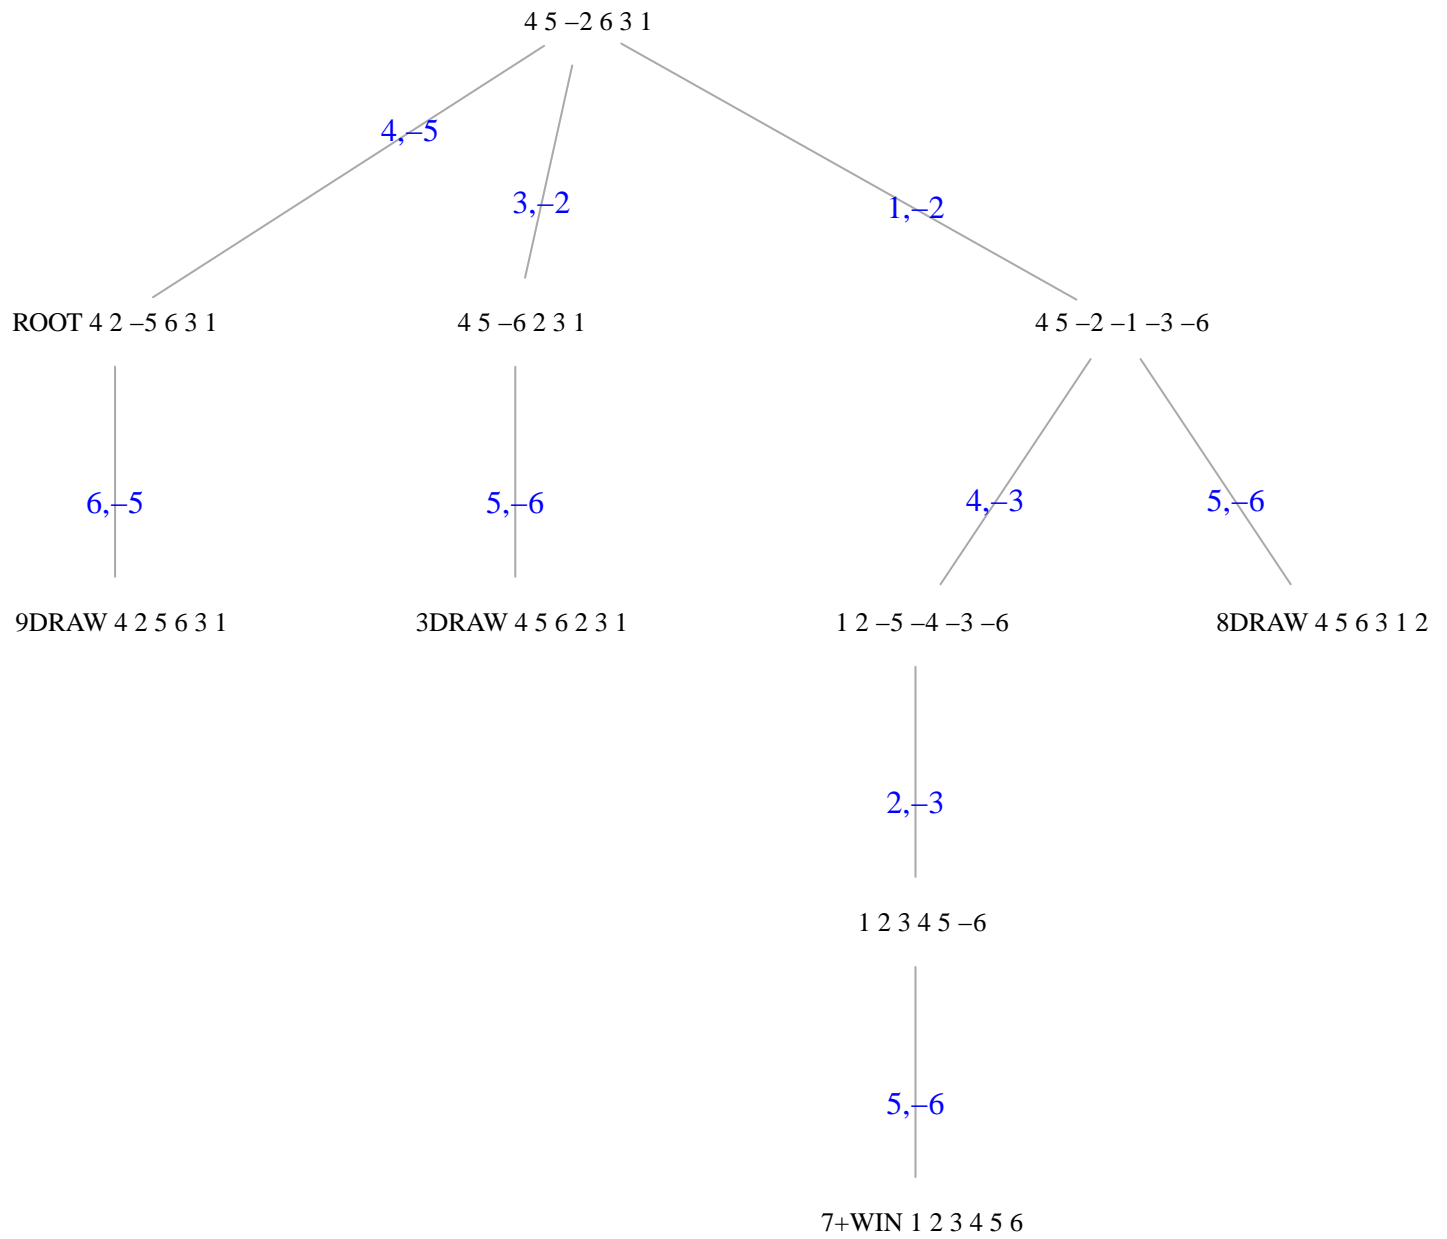 4 5 –2 6 3 1
4,–5
3,–2
1,–2
ROOT 4 2 –5 6 3 1
4 5 –6 2 3 1
4 5 –2 –1 –3 –6
6,–5
5,–6
4,–3
5,–6
9DRAW 4 2 5 6 3 1
3DRAW 4 5 6 2 3 1
1 2 –5 –4 –3 –6
8DRAW 4 5 6 3 1 2
2,–3
1 2 3 4 5 –6
5,–6
7+WIN 1 2 3 4 5 6